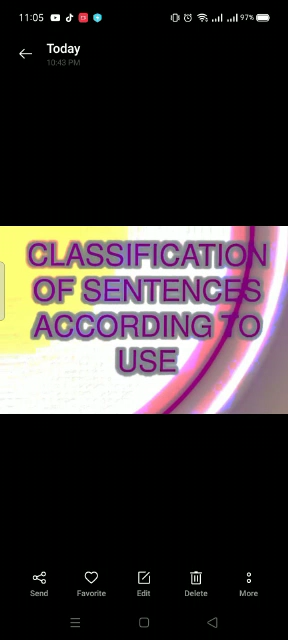 11:05
97%
Today
10:43 PM
CLASSIFICATION
OF SENTENCES
ACCORDING TO
USE
Send Favorite Edit Delete More